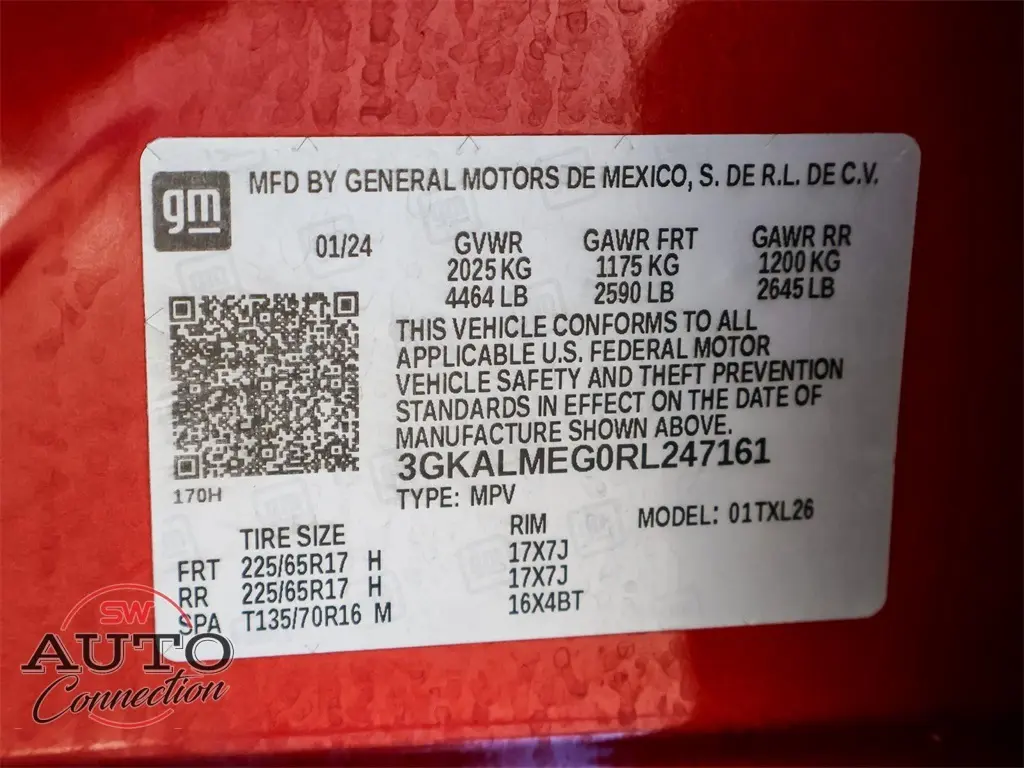 gm
MFD BY GENERAL MOTORS DE MEXICO, S. DE R.L. DE C.V.
01/24 GVWR GAWR FRT GAWR RR
2025 KG 1175 KG 1200 KG
4464 LB 2590 LB 2645 LB
THIS VEHICLE CONFORMS TO ALL
APPLICABLE U.S. FEDERAL MOTOR
VEHICLE SAFETY AND THEFT PREVENTION
STANDARDS IN EFFECT ON THE DATE OF
MANUFACTURE SHOWN ABOVE.
3GKALMEG0RL247161
170H
TYPE: MPV
TIRE SIZE RIM MODEL: 01TXL26
FRT 225/65R17 H 17X7J
RR 225/65R17 H 17X7J
SPA T135/70R16 M 16X4BT
SW
AUTO
Connection